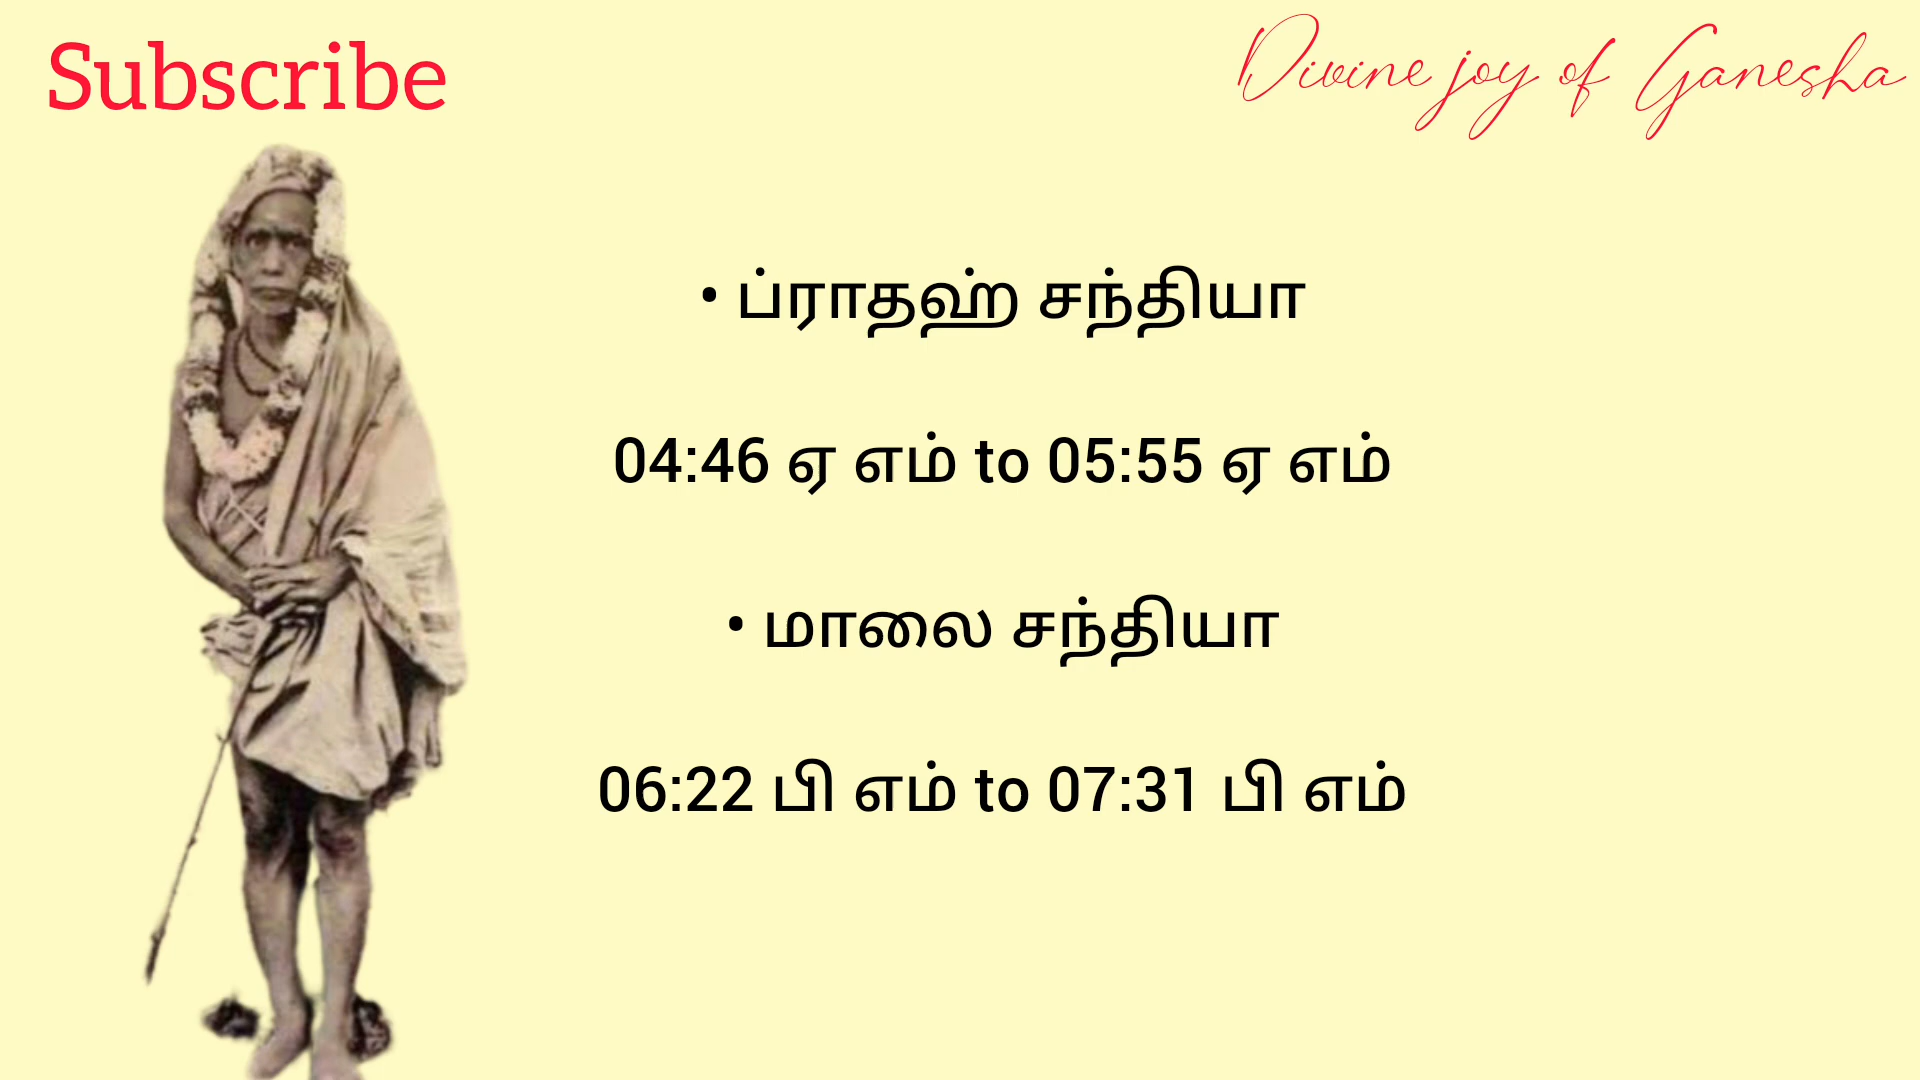 Subscribe
Divine joy of Ganesha
• ப்ராதஹ் சந்தியா
04:46 ஏ எம் to 05:55 ஏ எம்
• மாலை சந்தியா
06:22 பி எம் to 07:31 பி எம்